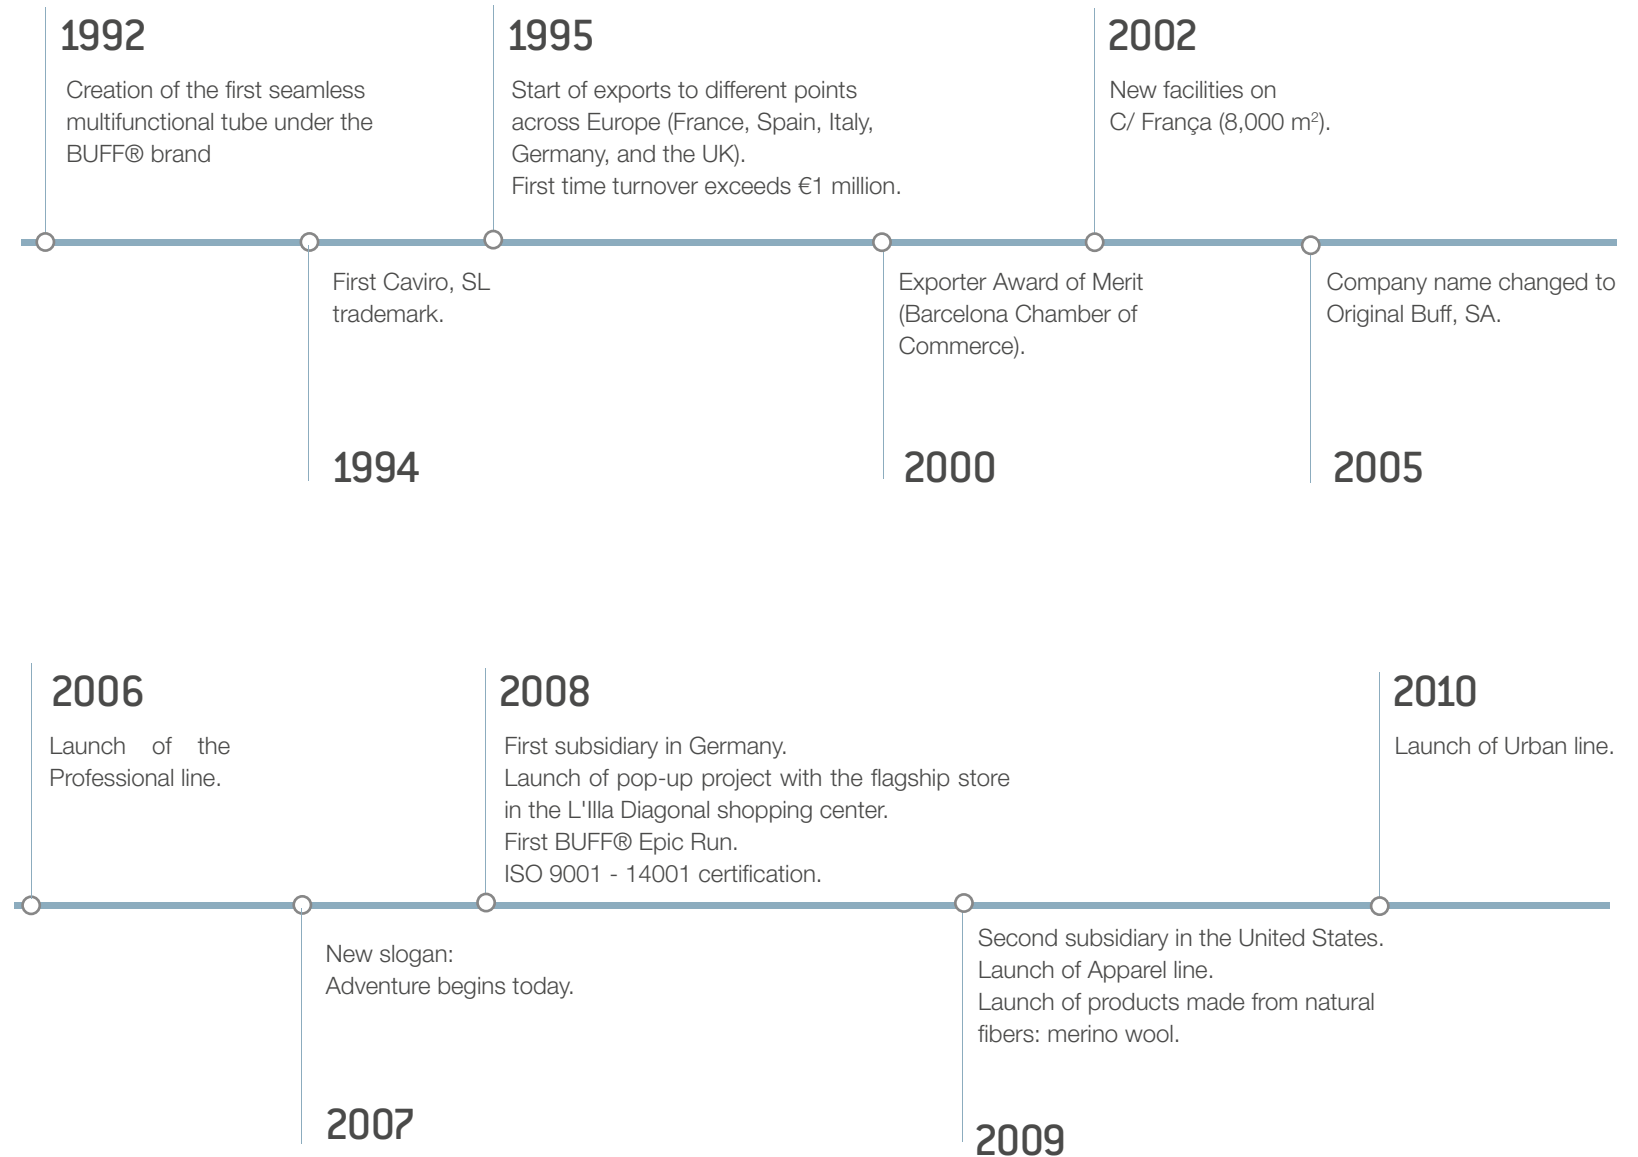 1992
Creation of the first seamless
multifunctional tube under the
BUFF® brand
First Caviro, SL
trademark.
1994
1995
Start of exports to different points
across Europe (France, Spain, Italy,
Germany, and the UK).
First time turnover exceeds €1 million.
Exporter Award of Merit
(Barcelona Chamber of
Commerce).
2000
2002
New facilities on
C/ França (8,000 m²).
Company name changed to
Original Buff, SA.
2005
2006
Launch of the
Professional line.
New slogan:
Adventure begins today.
2007
2008
First subsidiary in Germany.
Launch of pop-up project with the flagship store
in the L'Illa Diagonal shopping center.
First BUFF® Epic Run.
ISO 9001 - 14001 certification.
Second subsidiary in the United States.
Launch of Apparel line.
Launch of products made from natural
fibers: merino wool.
2009
2010
Launch of Urban line.